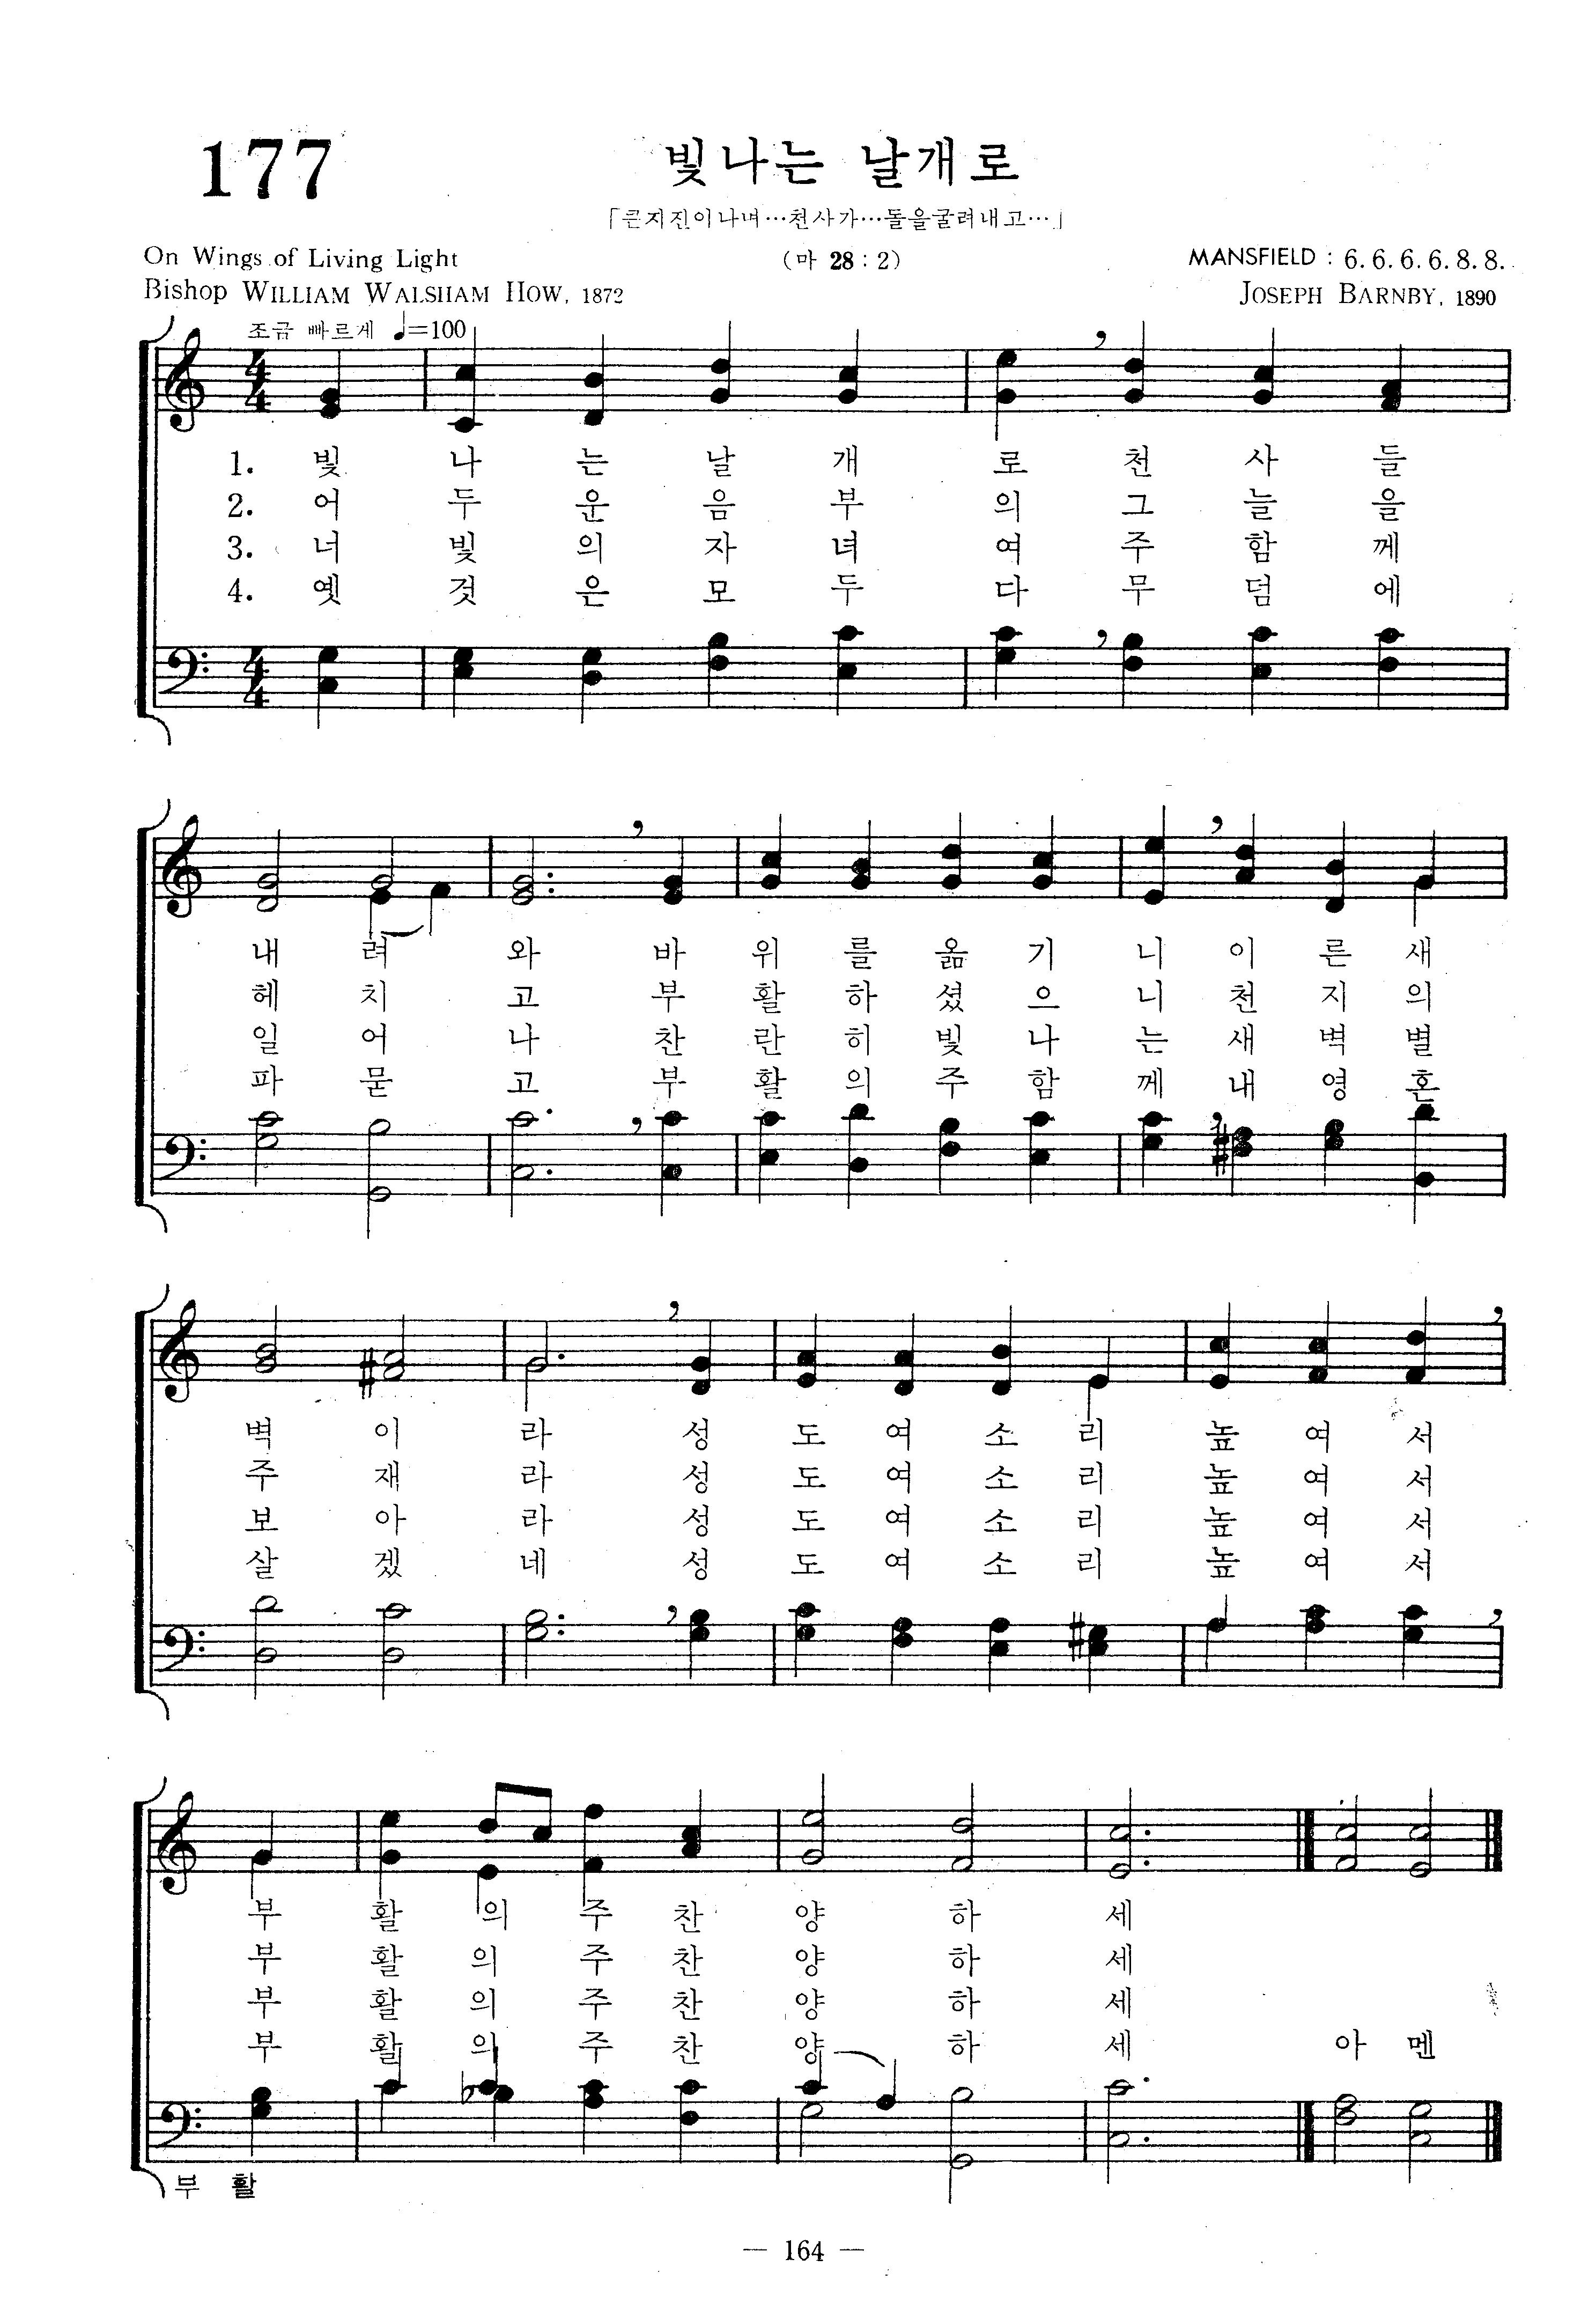 177
빛나는 날개로
「큰지진이나며…천사가…돌을굴려내고…」
On Wings of Living Light
(마 28 : 2)
MANSFIELD : 6. 6. 6. 6. 8. 8.
Bishop WILLIAM WALSHAM HOW, 1872
JOSEPH BARNBY, 1890
조금 빠르게 ♩=100
1. 빛 나 는 날 개 로 천 사 들
2. 어 두 운 음 부 의 그 늘 을
3. 너 빛 의 자 녀 여 주 함 께
4. 옛 것 은 모 두 다 무 덤 에
내 려 와 바 위 를 옮 기 니 이 른 새
헤 치 고 부 활 하 셨 으 니 천 지 의
일 어 나 찬 란 히 빛 나 는 새 벽 별
파 묻 고 부 활 의 주 함 께 내 영 혼
벽 이 라 성 도 여 소 리 높 여 서
주 재 라 성 도 여 소 리 높 여 서
보 아 라 성 도 여 소 리 높 여 서
살 겠 네 성 도 여 소 리 높 여 서
부 활 의 주 찬 양 하 세
부 활 의 주 찬 양 하 세
부 활 의 주 찬 양 하 세
부 활 의 주 찬 양 하 세 아 멘
부 활
— 164 —